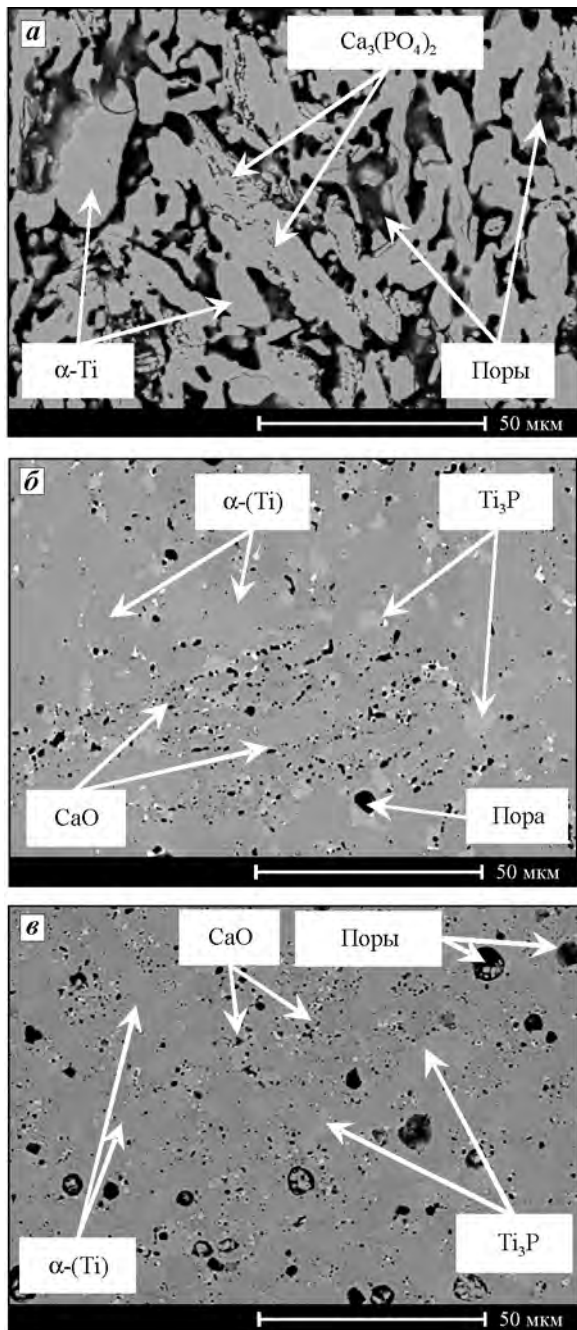 а
Ca₃(PO₄)₂
α-Ti
Поры
50 мкм
б
α-(Ti)
Ti₃P
CaO
Пора
50 мкм
в
CaO
Поры
α-(Ti)
Ti₃P
50 мкм